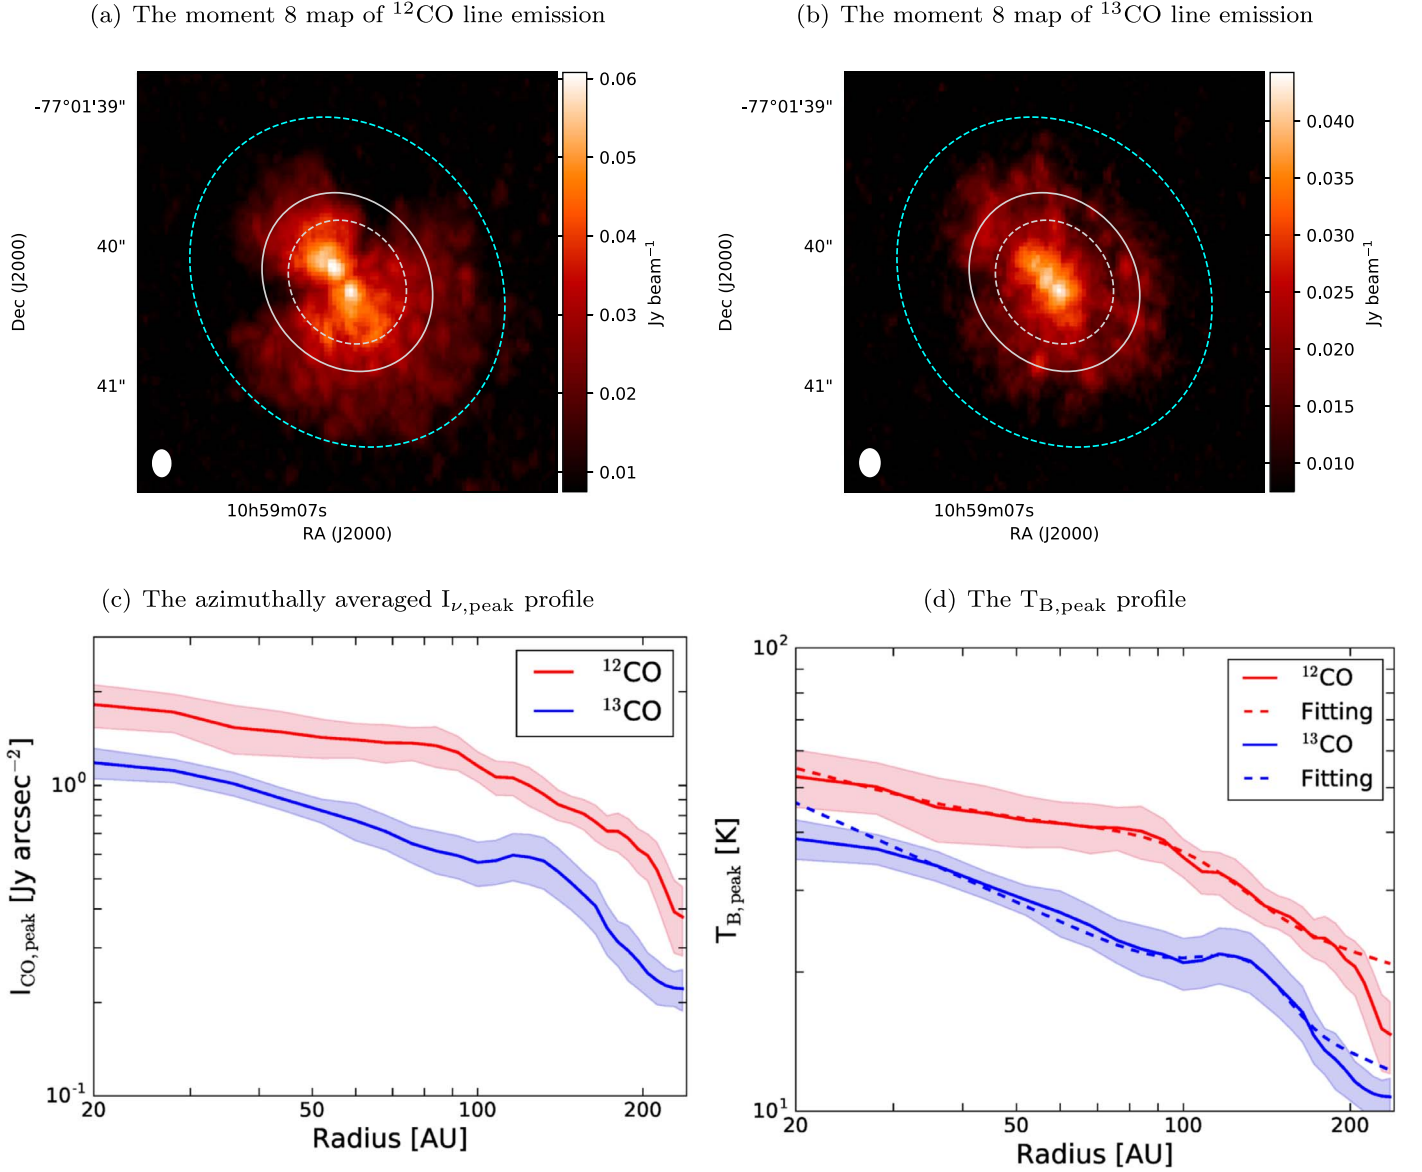 (a) The moment 8 map of ¹²CO line emission
(b) The moment 8 map of ¹³CO line emission
-77°01'39"
40"
41"
Dec (J2000)
10h59m07s
RA (J2000)
0.06
0.05
0.04
0.03
0.02
0.01
Jy beam⁻¹
-77°01'39"
40"
41"
Dec (J2000)
10h59m07s
RA (J2000)
0.040
0.035
0.030
0.025
0.020
0.015
0.010
Jy beam⁻¹
(c) The azimuthally averaged I_ν,peak profile
(d) The T_B,peak profile
¹²CO
¹³CO
I_CO,peak [Jy arcsec⁻²]
10⁰
10⁻¹
20
50
100
200
Radius [AU]
¹²CO
Fitting
¹³CO
Fitting
T_B,peak [K]
10²
10¹
20
50
100
200
Radius [AU]